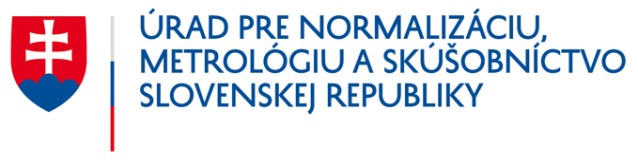 ÚRAD PRE NORMALIZÁCIU,
METROLÓGIU A SKÚŠOBNÍCTVO
SLOVENSKEJ REPUBLIKY